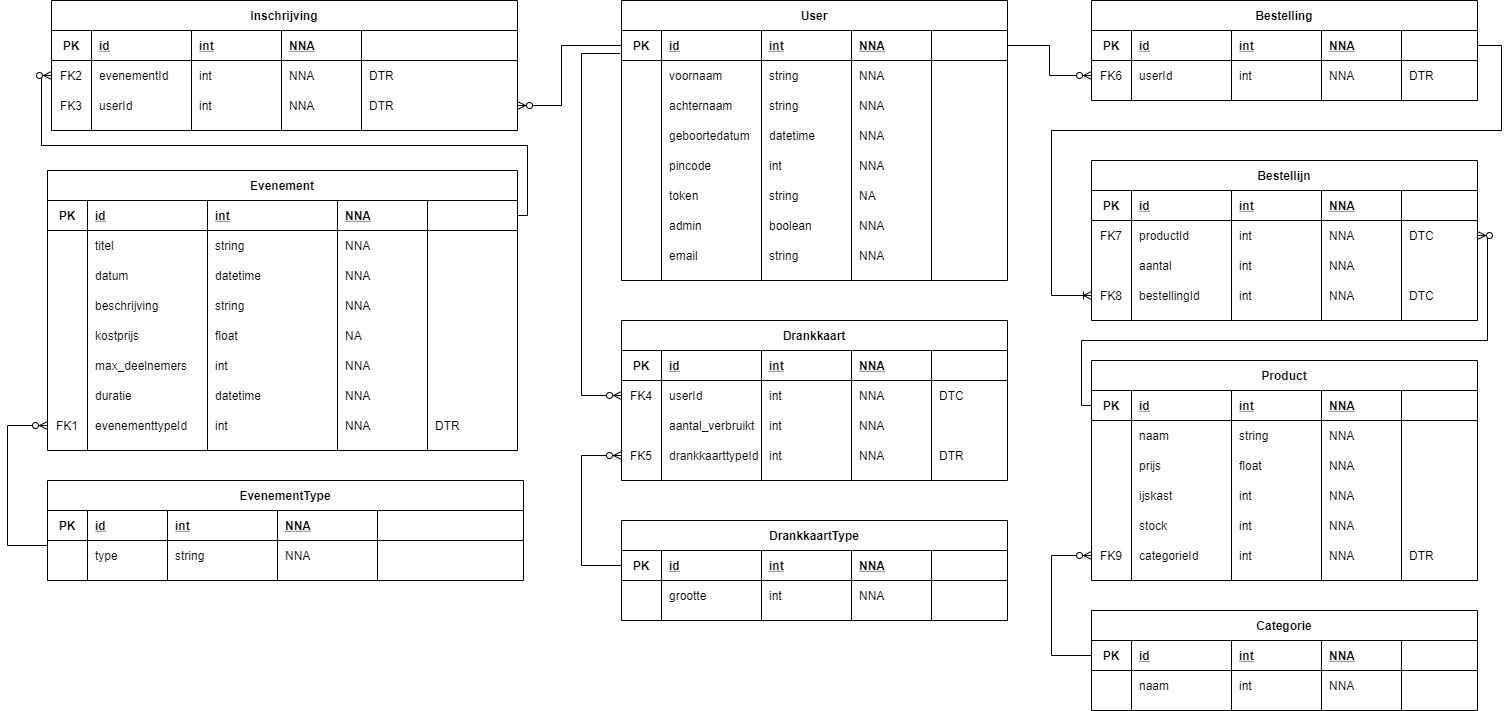 Inschrijving
PK id int NNA
FK2 evenementId int NNA DTR
FK3 userId int NNA DTR
Evenement
PK id int NNA
titel string NNA
datum datetime NNA
beschrijving string NNA
kostprijs float NA
max_deelnemers int NNA
duratie datetime NNA
FK1 evenementtypeId int NNA DTR
EvenementType
PK id int NNA
type string NNA
User
PK id int NNA
voornaam string NNA
achternaam string NNA
geboortedatum datetime NNA
pincode int NNA
token string NA
admin boolean NNA
email string NNA
Drankkaart
PK id int NNA
FK4 userId int NNA DTC
aantal_verbruikt int NNA
FK5 drankkaarttypeId int NNA DTR
DrankkaartType
PK id int NNA
grootte int NNA
Bestelling
PK id int NNA
FK6 userId int NNA DTR
Bestellijn
PK id int NNA
FK7 productId int NNA DTC
aantal int NNA
FK8 bestellingId int NNA DTC
Product
PK id int NNA
naam string NNA
prijs float NNA
ijskast int NNA
stock int NNA
FK9 categorieId int NNA DTR
Categorie
PK id int NNA
naam int NNA